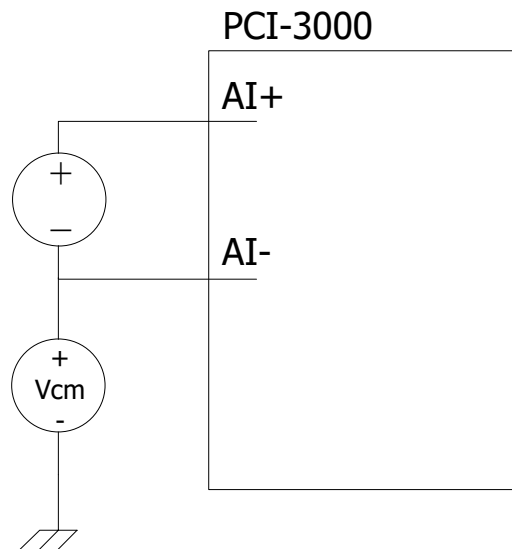 PCI-3000
AI+
+
−
AI-
+
Vcm
-